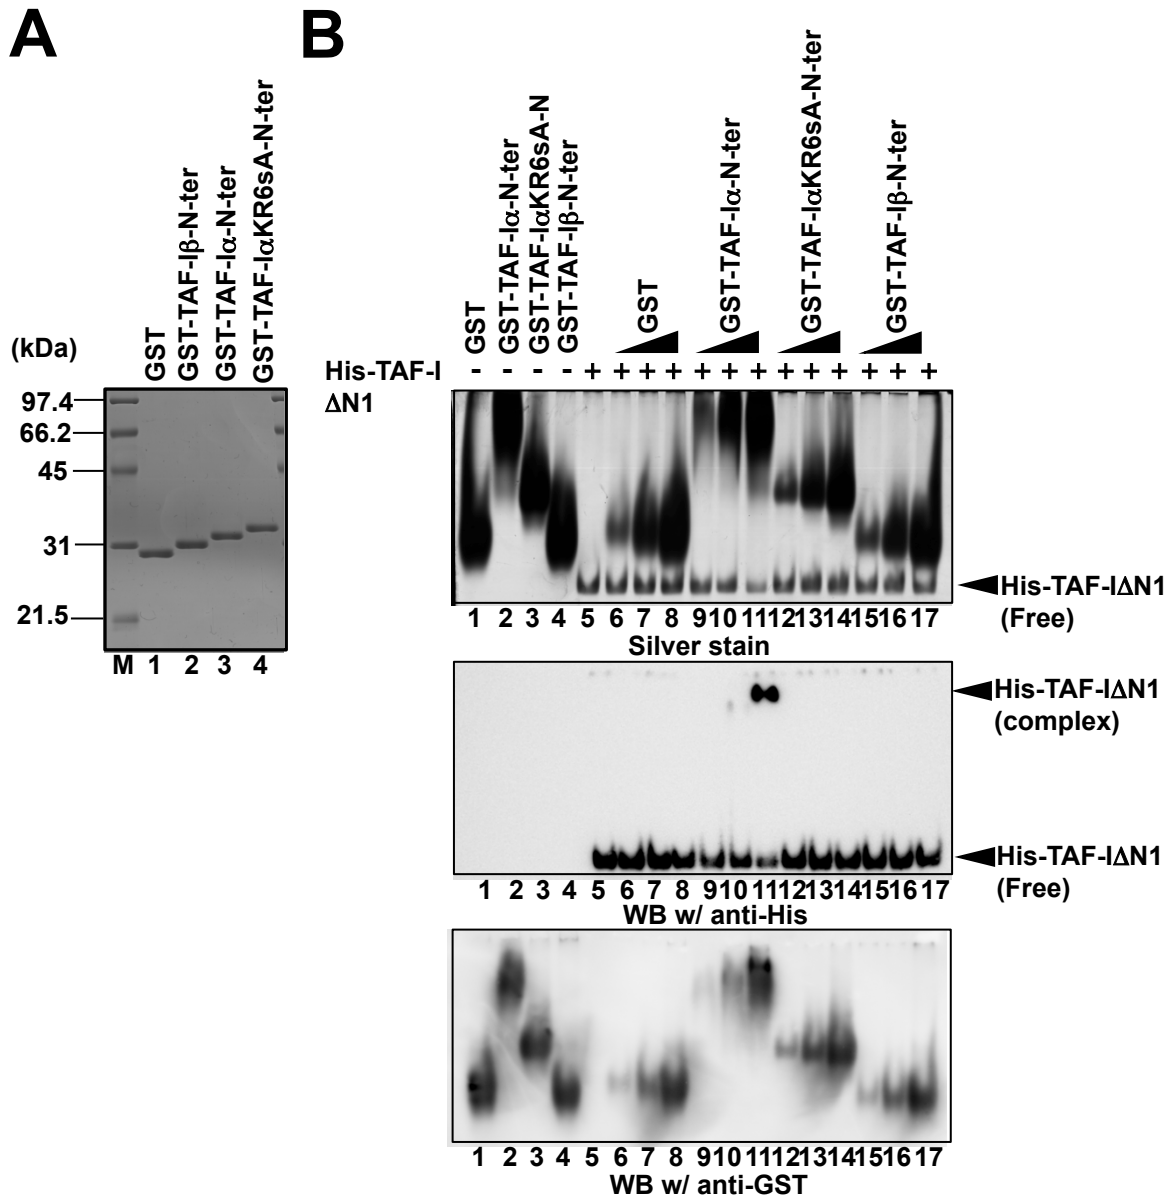 A
B
GST
GST-TAF-Iβ-N-ter
GST-TAF-Iα-N-ter
GST-TAF-IαKR6sA-N-ter
(kDa)
97.4
66.2
45
31
21.5
M 1 2 3 4
GST
GST-TAF-Iα-N-ter
GST-TAF-IαKR6sA-N
GST-TAF-Iβ-N-ter
GST
GST-TAF-Iα-N-ter
GST-TAF-IαKR6sA-N-ter
GST-TAF-Iβ-N-ter
His-TAF-I - - - - + + + + + + + + + + + + +
ΔN1
His-TAF-IΔN1
(Free)
1 2 3 4 5 6 7 8 9 10 11 12 13 14 15 16 17
Silver stain
His-TAF-IΔN1
(complex)
His-TAF-IΔN1
(Free)
1 2 3 4 5 6 7 8 9 10 11 12 13 14 15 16 17
WB w/ anti-His
1 2 3 4 5 6 7 8 9 10 11 12 13 14 15 16 17
WB w/ anti-GST